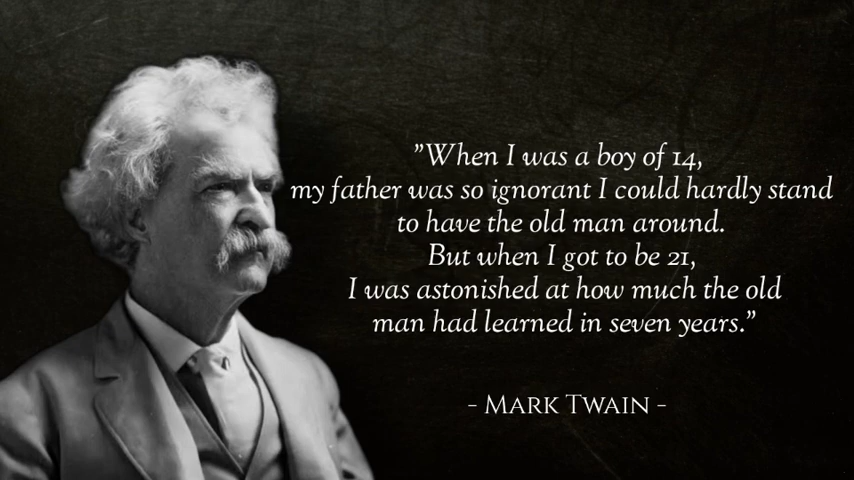 ”When I was a boy of 14,
my father was so ignorant I could hardly stand
to have the old man around.
But when I got to be 21,
I was astonished at how much the old
man had learned in seven years.”
- Mark Twain -